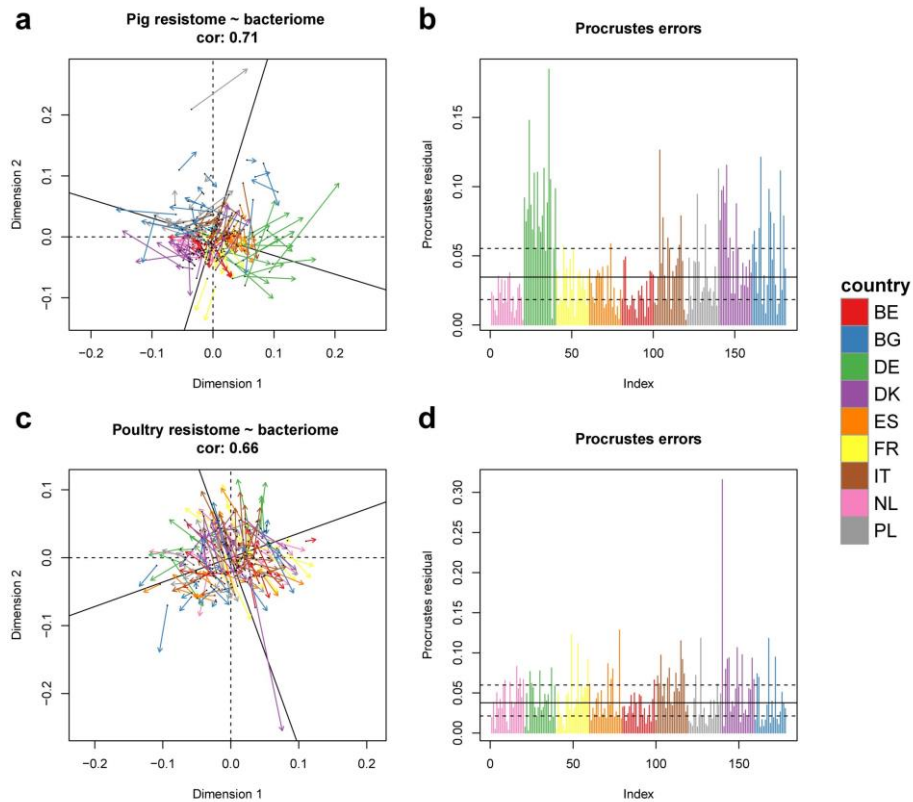 a
Pig resistome ~ bacteriome
cor: 0.71
Dimension 2
0.2
0.1
0.0
−0.1
−0.2
−0.1
0.0
0.1
0.2
Dimension 1
b
Procrustes errors
Procrustes residual
0.15
0.10
0.05
0.00
0
50
100
150
Index
c
Poultry resistome ~ bacteriome
cor: 0.66
Dimension 2
0.1
0.0
−0.1
−0.2
−0.2
−0.1
0.0
0.1
0.2
Dimension 1
d
Procrustes errors
Procrustes residual
0.30
0.20
0.15
0.10
0.05
0.00
0
50
100
150
Index
country
BE
BG
DE
DK
ES
FR
IT
NL
PL